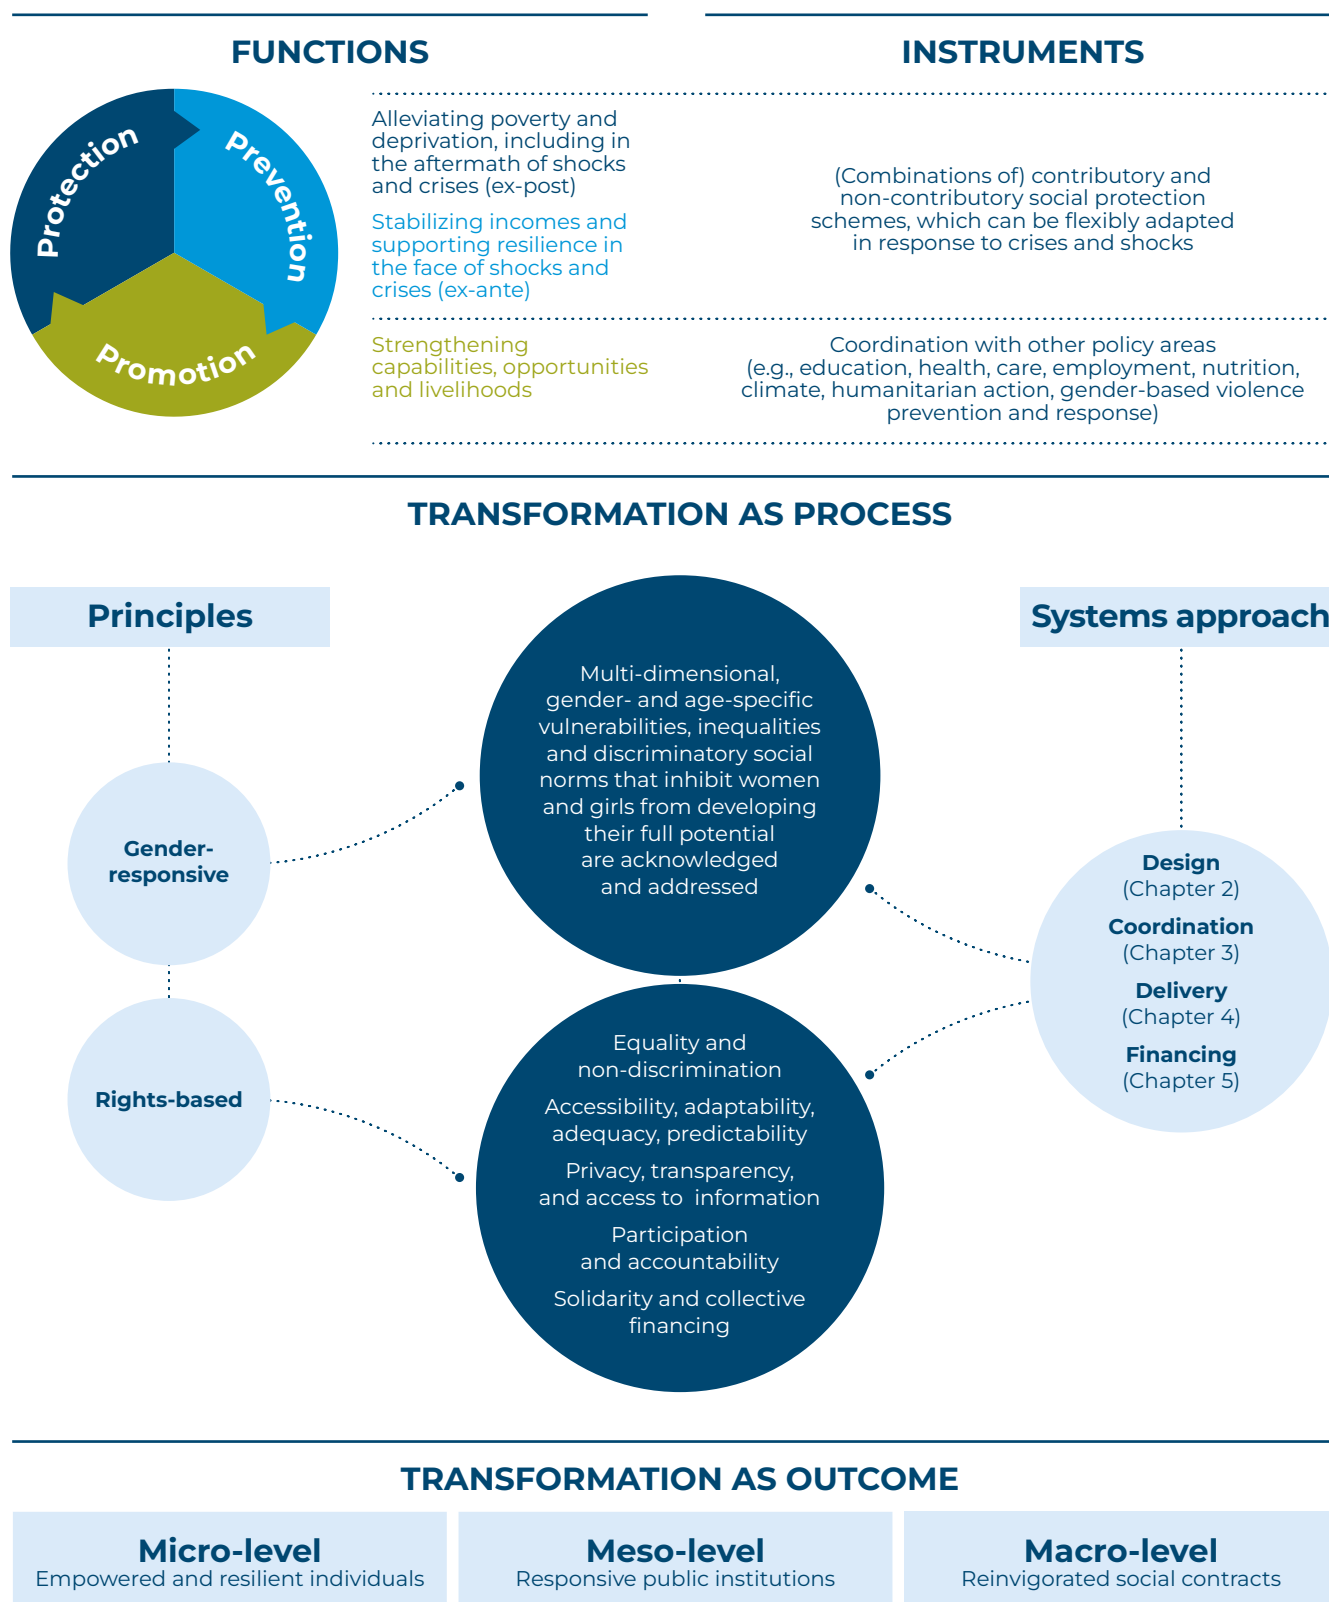 FUNCTIONS
INSTRUMENTS
Protection
Prevention
Promotion
Alleviating poverty and
deprivation, including in
the aftermath of shocks
and crises (ex-post)
Stabilizing incomes and
supporting resilience in
the face of shocks and
crises (ex-ante)
(Combinations of) contributory and
non-contributory social protection
schemes, which can be flexibly adapted
in response to crises and shocks
Strengthening
capabilities, opportunities
and livelihoods
Coordination with other policy areas
(e.g., education, health, care, employment, nutrition,
climate, humanitarian action, gender-based violence
prevention and response)
TRANSFORMATION AS PROCESS
Principles
Gender-
responsive
Rights-based
Multi-dimensional,
gender- and age-specific
vulnerabilities, inequalities
and discriminatory social
norms that inhibit women
and girls from developing
their full potential
are acknowledged
and addressed
Equality and
non-discrimination
Accessibility, adaptability,
adequacy, predictability
Privacy, transparency,
and access to information
Participation
and accountability
Solidarity and collective
financing
Systems approach
Design
(Chapter 2)
Coordination
(Chapter 3)
Delivery
(Chapter 4)
Financing
(Chapter 5)
TRANSFORMATION AS OUTCOME
Micro-level
Empowered and resilient individuals
Meso-level
Responsive public institutions
Macro-level
Reinvigorated social contracts